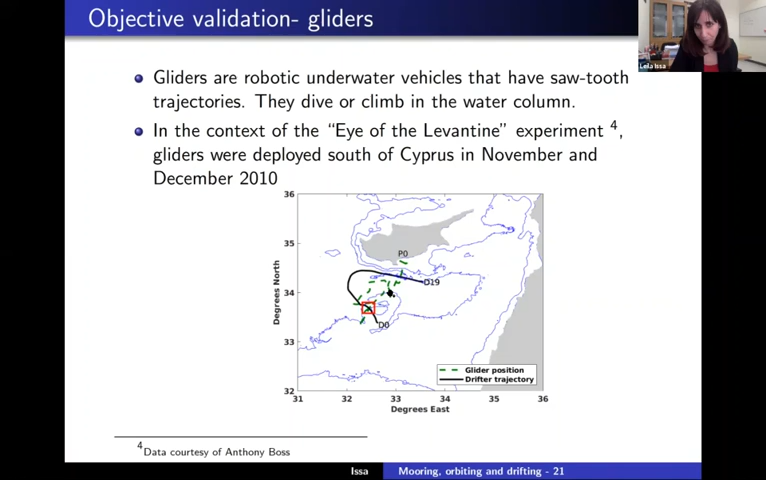 Objective validation- gliders
Leila Issa
Gliders are robotic underwater vehicles that have saw-tooth
trajectories. They dive or climb in the water column.
In the context of the “Eye of the Levantine” experiment 4,
gliders were deployed south of Cyprus in November and
December 2010
36
35
34
33
32
Degrees North
P0
D19
D0
Glider position
Drifter trajectory
31 32 33 34 35 36
Degrees East
4Data courtesy of Anthony Boss
Issa Mooring, orbiting and drifting - 21